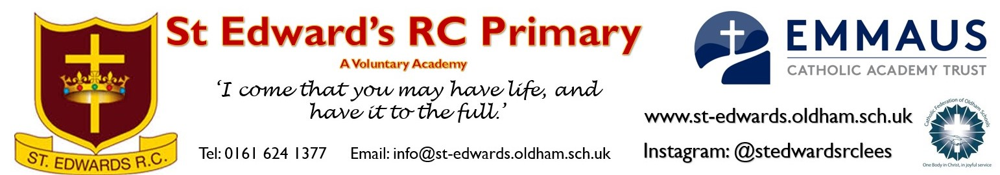 St Edward's RC Primary
A Voluntary Academy
'I come that you may have life, and
have it to the full.'
Tel: 0161 624 1377 Email: info@st-edwards.oldham.sch.uk
ST. EDWARDS R.C.
EMMAUS
CATHOLIC ACADEMY TRUST
www.st-edwards.oldham.sch.uk
Instagram: @stedwardsrclees
Catholic Federation of Oldham Schools
One Body in Christ, in joyful service